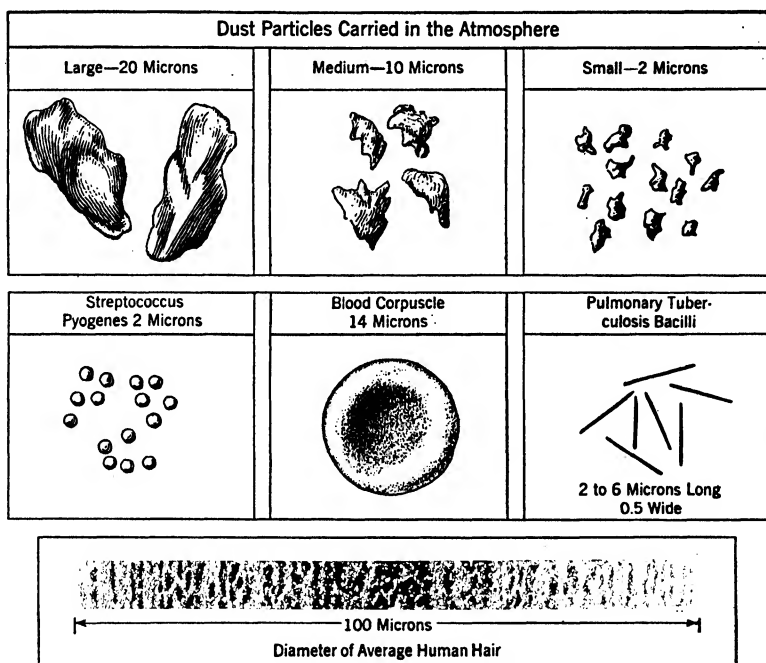 Dust Particles Carried in the Atmosphere
Large—20 Microns
Medium—10 Microns
Small—2 Microns
Streptococcus
Pyogenes 2 Microns
Blood Corpuscle
14 Microns
Pulmonary Tuber-
culosis Bacilli
2 to 6 Microns Long
0.5 Wide
100 Microns
Diameter of Average Human Hair